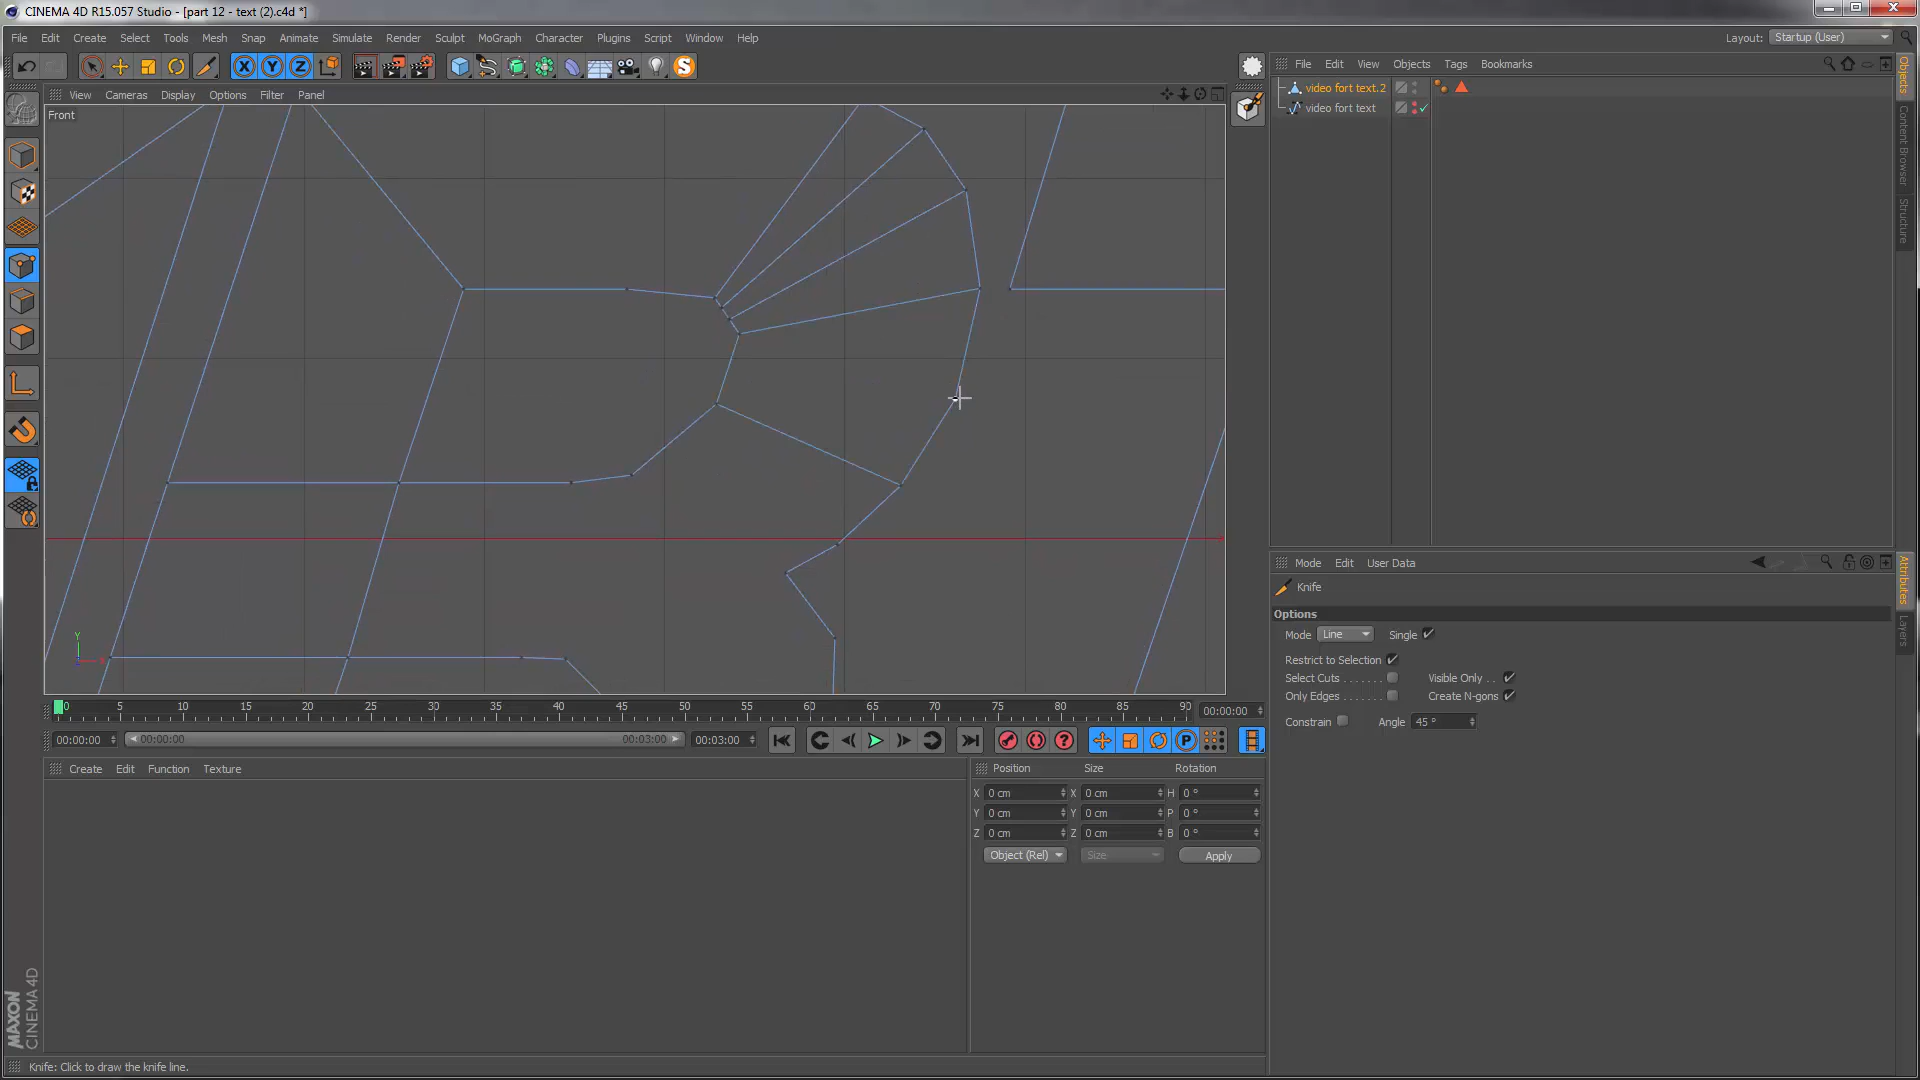 CINEMA 4D R15.057 Studio - [part 12 - text (2).c4d *]
File Edit Create Select Tools Mesh Snap Animate Simulate Render Sculpt MoGraph Character Plugins Script Window Help
Layout: Startup (User)
X Y Z
S
View Cameras Display Options Filter Panel
Front
File Edit View Objects Tags Bookmarks
video fort text.2
video fort text
Objects
Content Browser
Structure
Mode Edit User Data
Knife
Options
Mode Line Single
Restrict to Selection
Select Cuts Visible Only
Only Edges Create N-gons
Constrain Angle 45 °
Attributes
Layers
Y
X
0 5 10 15 20 25 30 35 40 45 50 55 60 65 70 75 80 85 90 00:00:00
00:00:00 00:00:00 00:03:00 00:03:00
P
Create Edit Function Texture
Position Size Rotation
X 0 cm X 0 cm H 0 °
Y 0 cm Y 0 cm P 0 °
Z 0 cm Z 0 cm B 0 °
Object (Rel) Size Apply
MAXON
CINEMA 4D
Knife: Click to draw the knife line.